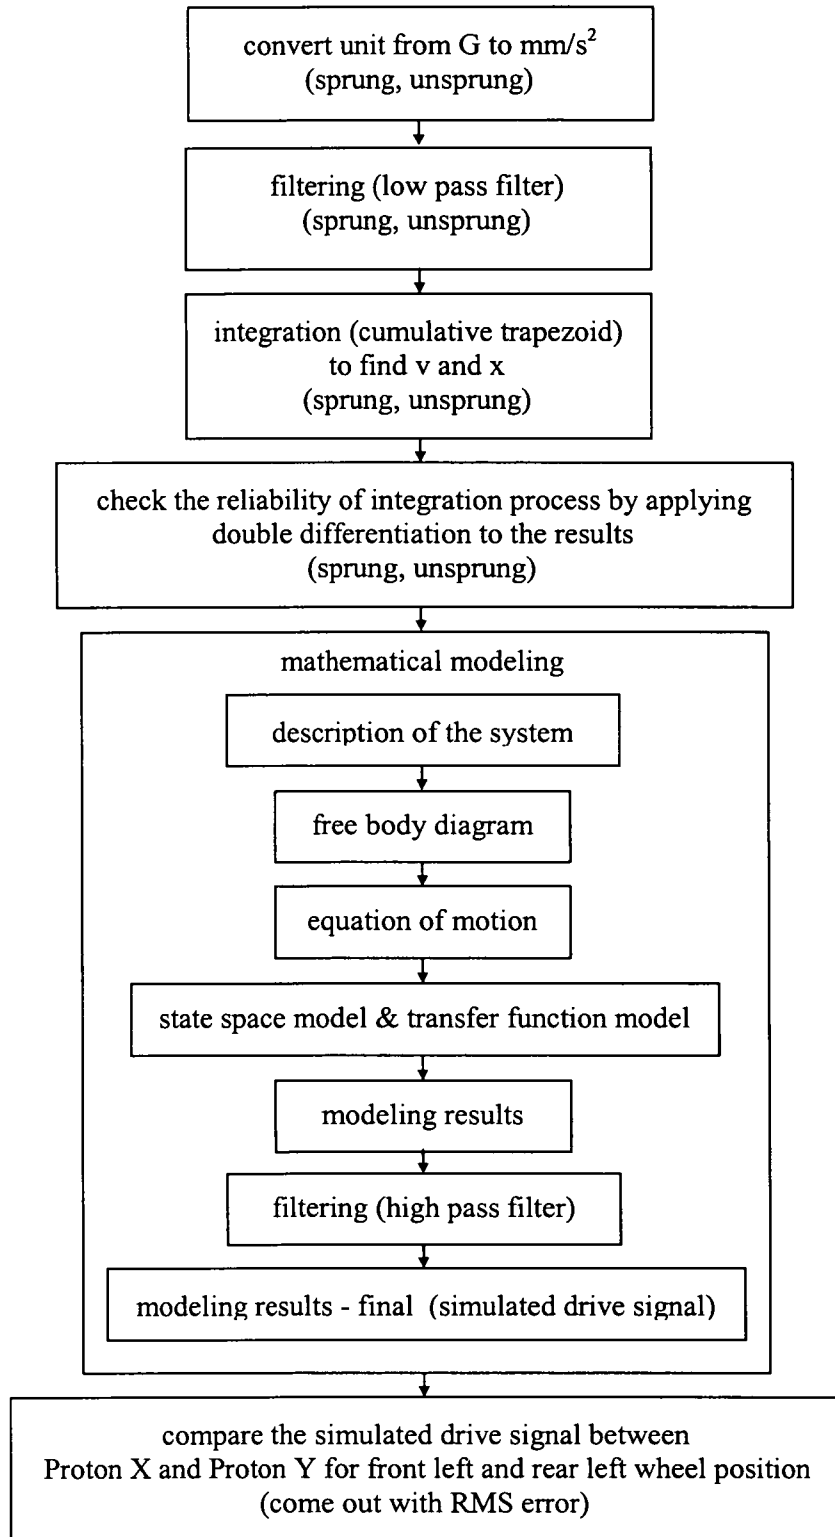 convert unit from G to mm/s²
(sprung, unsprung)
filtering (low pass filter)
(sprung, unsprung)
integration (cumulative trapezoid)
to find v and x
(sprung, unsprung)
check the reliability of integration process by applying
double differentiation to the results
(sprung, unsprung)
mathematical modeling
description of the system
free body diagram
equation of motion
state space model & transfer function model
modeling results
filtering (high pass filter)
modeling results - final (simulated drive signal)
compare the simulated drive signal between
Proton X and Proton Y for front left and rear left wheel position
(come out with RMS error)